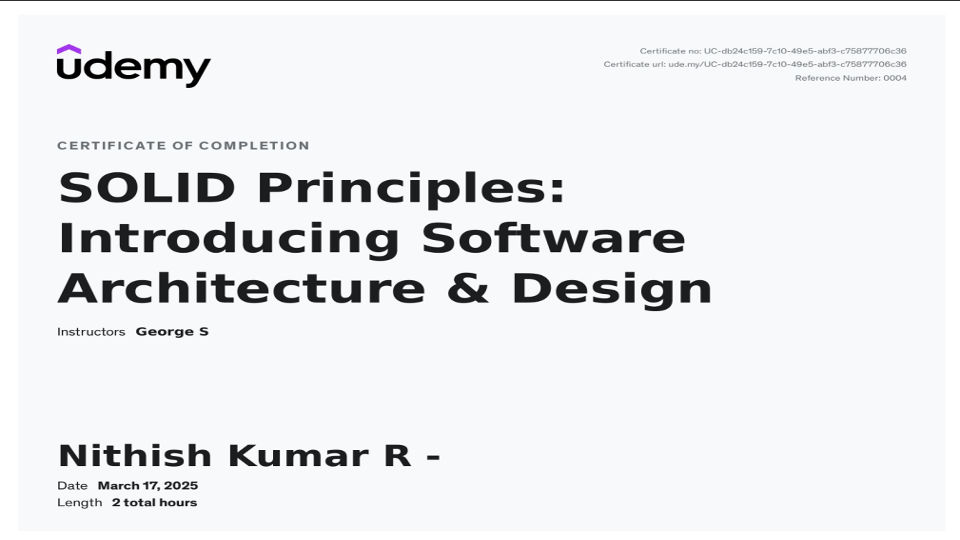 udemy
Certificate no: UC-db24c159-7c10-49e5-abf3-c75877706c36
Certificate url: ude.my/UC-db24c159-7c10-49e5-abf3-c75877706c36
Reference Number: 0004
CERTIFICATE OF COMPLETION
SOLID Principles:
Introducing Software
Architecture & Design
Instructors George S
Nithish Kumar R -
Date March 17, 2025
Length 2 total hours